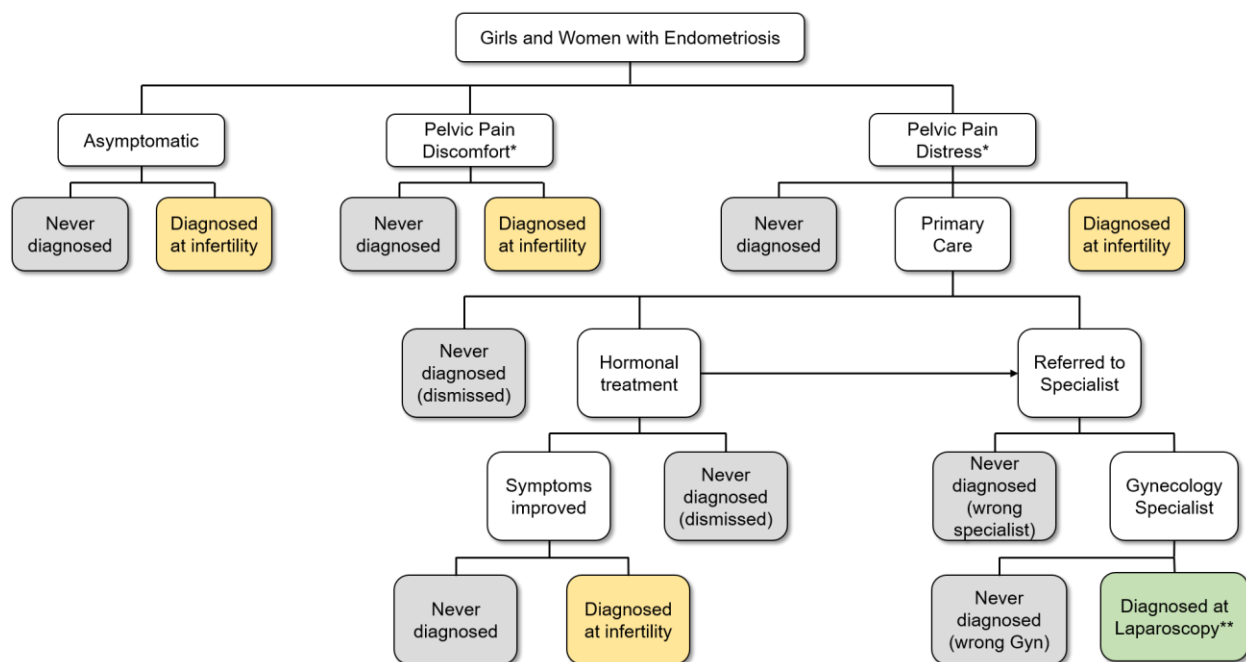 Girls and Women with Endometriosis
Asymptomatic
Pelvic Pain
Discomfort*
Pelvic Pain
Distress*
Never
diagnosed
Diagnosed
at infertility
Never
diagnosed
Diagnosed
at infertility
Never
diagnosed
Primary
Care
Diagnosed
at infertility
Never
diagnosed
(dismissed)
Hormonal
treatment
Referred to
Specialist
Symptoms
improved
Never
diagnosed
(dismissed)
Never
diagnosed
(wrong
specialist)
Gynecology
Specialist
Never
diagnosed
Diagnosed
at infertility
Never
diagnosed
(wrong Gyn)
Diagnosed at
Laparoscopy**